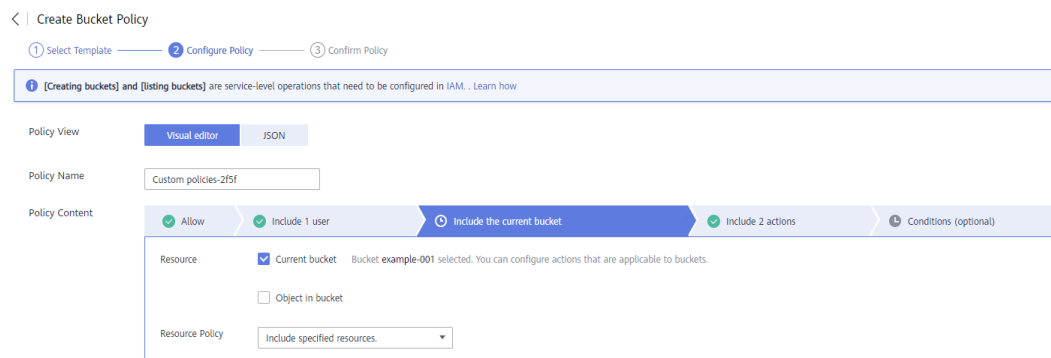 Create Bucket Policy
1 Select Template 2 Configure Policy 3 Confirm Policy
[Creating buckets] and [listing buckets] are service-level operations that need to be configured in IAM. . Learn how
Policy View Visual editor JSON
Policy Name Custom policies-2f5f
Policy Content Allow Include 1 user Include the current bucket Include 2 actions Conditions (optional)
Resource Current bucket Bucket example-001 selected. You can configure actions that are applicable to buckets.
Object in bucket
Resource Policy Include specified resources.